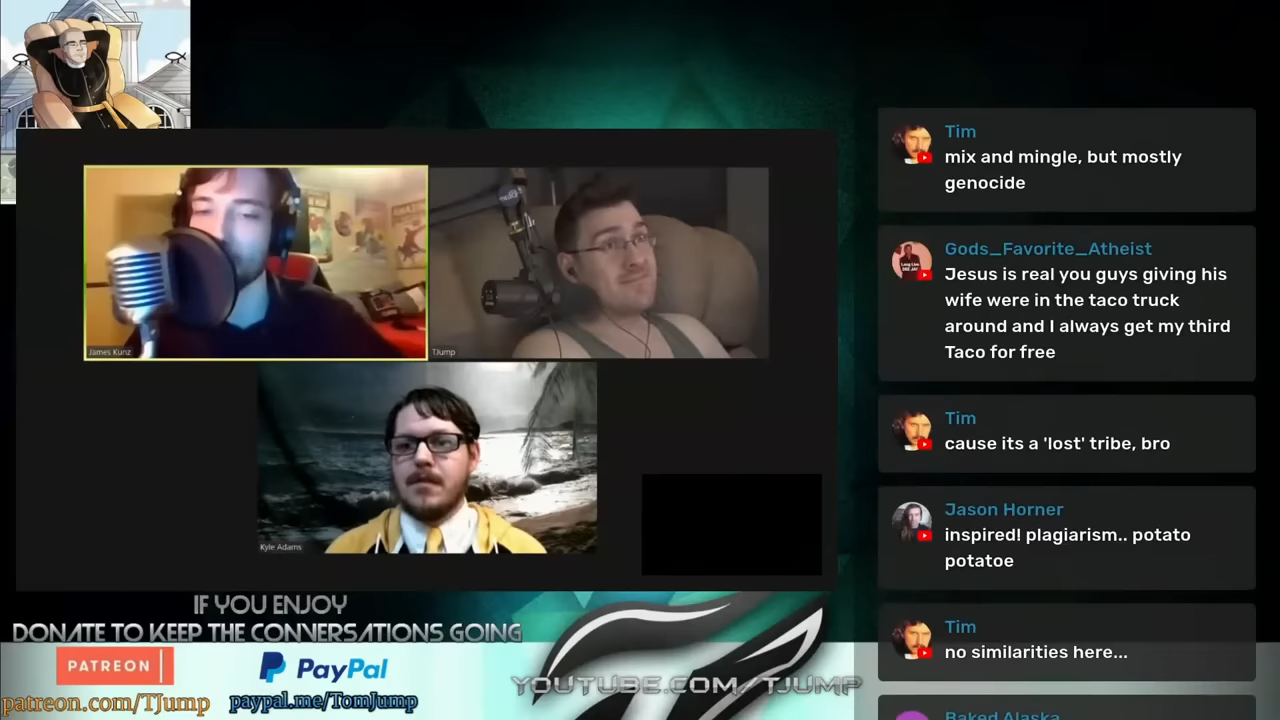 James Kunz
TJump
Kyle Adams
IF YOU ENJOY
DONATE TO KEEP THE CONVERSATIONS GOING
PATREON
PayPal
patreon.com/TJump
paypal.me/TomJump
YOUTUBE.COM/TJUMP
Tim
mix and mingle, but mostly
genocide
Gods_Favorite_Atheist
Jesus is real you guys giving his
wife were in the taco truck
around and I always get my third
Taco for free
Tim
cause its a 'lost' tribe, bro
Jason Horner
inspired! plagiarism.. potato
potatoe
Tim
no similarities here...
Baked Alaska